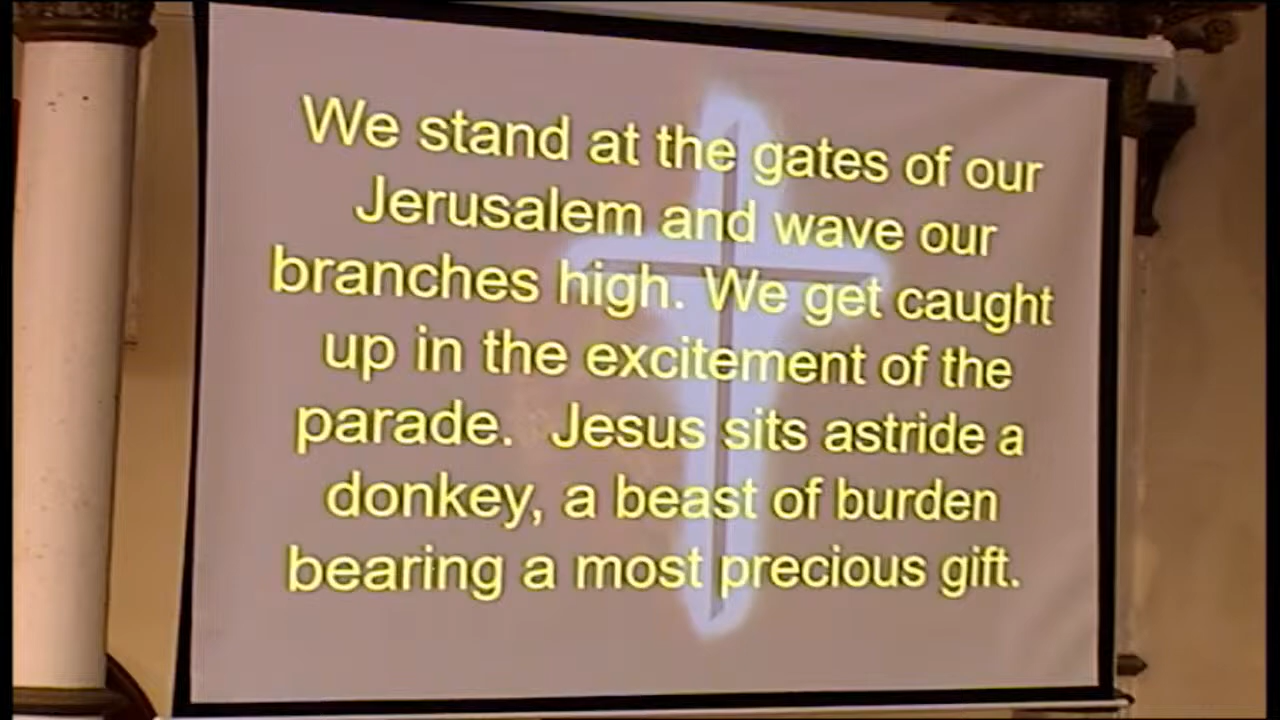 We stand at the gates of our
Jerusalem and wave our
branches high. We get caught
up in the excitement of the
parade. Jesus sits astride a
donkey, a beast of burden
bearing a most precious gift.